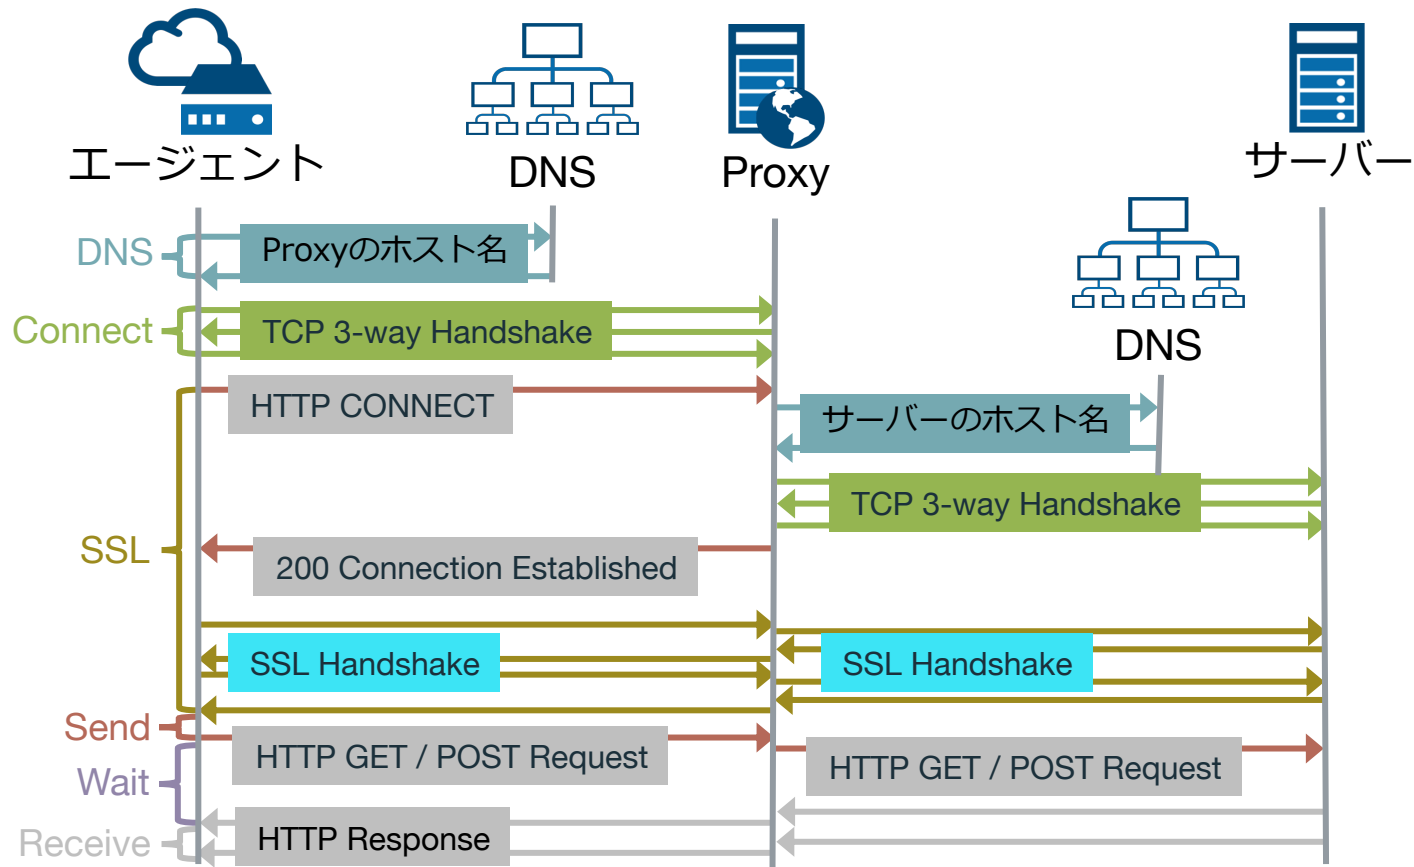 エージェント
DNS
Proxy
サーバー
DNS
Proxyのホスト名
Connect
TCP 3-way Handshake
DNS
HTTP CONNECT
サーバーのホスト名
TCP 3-way Handshake
SSL
200 Connection Established
SSL Handshake
SSL Handshake
Send
HTTP GET / POST Request
HTTP GET / POST Request
Wait
Receive
HTTP Response